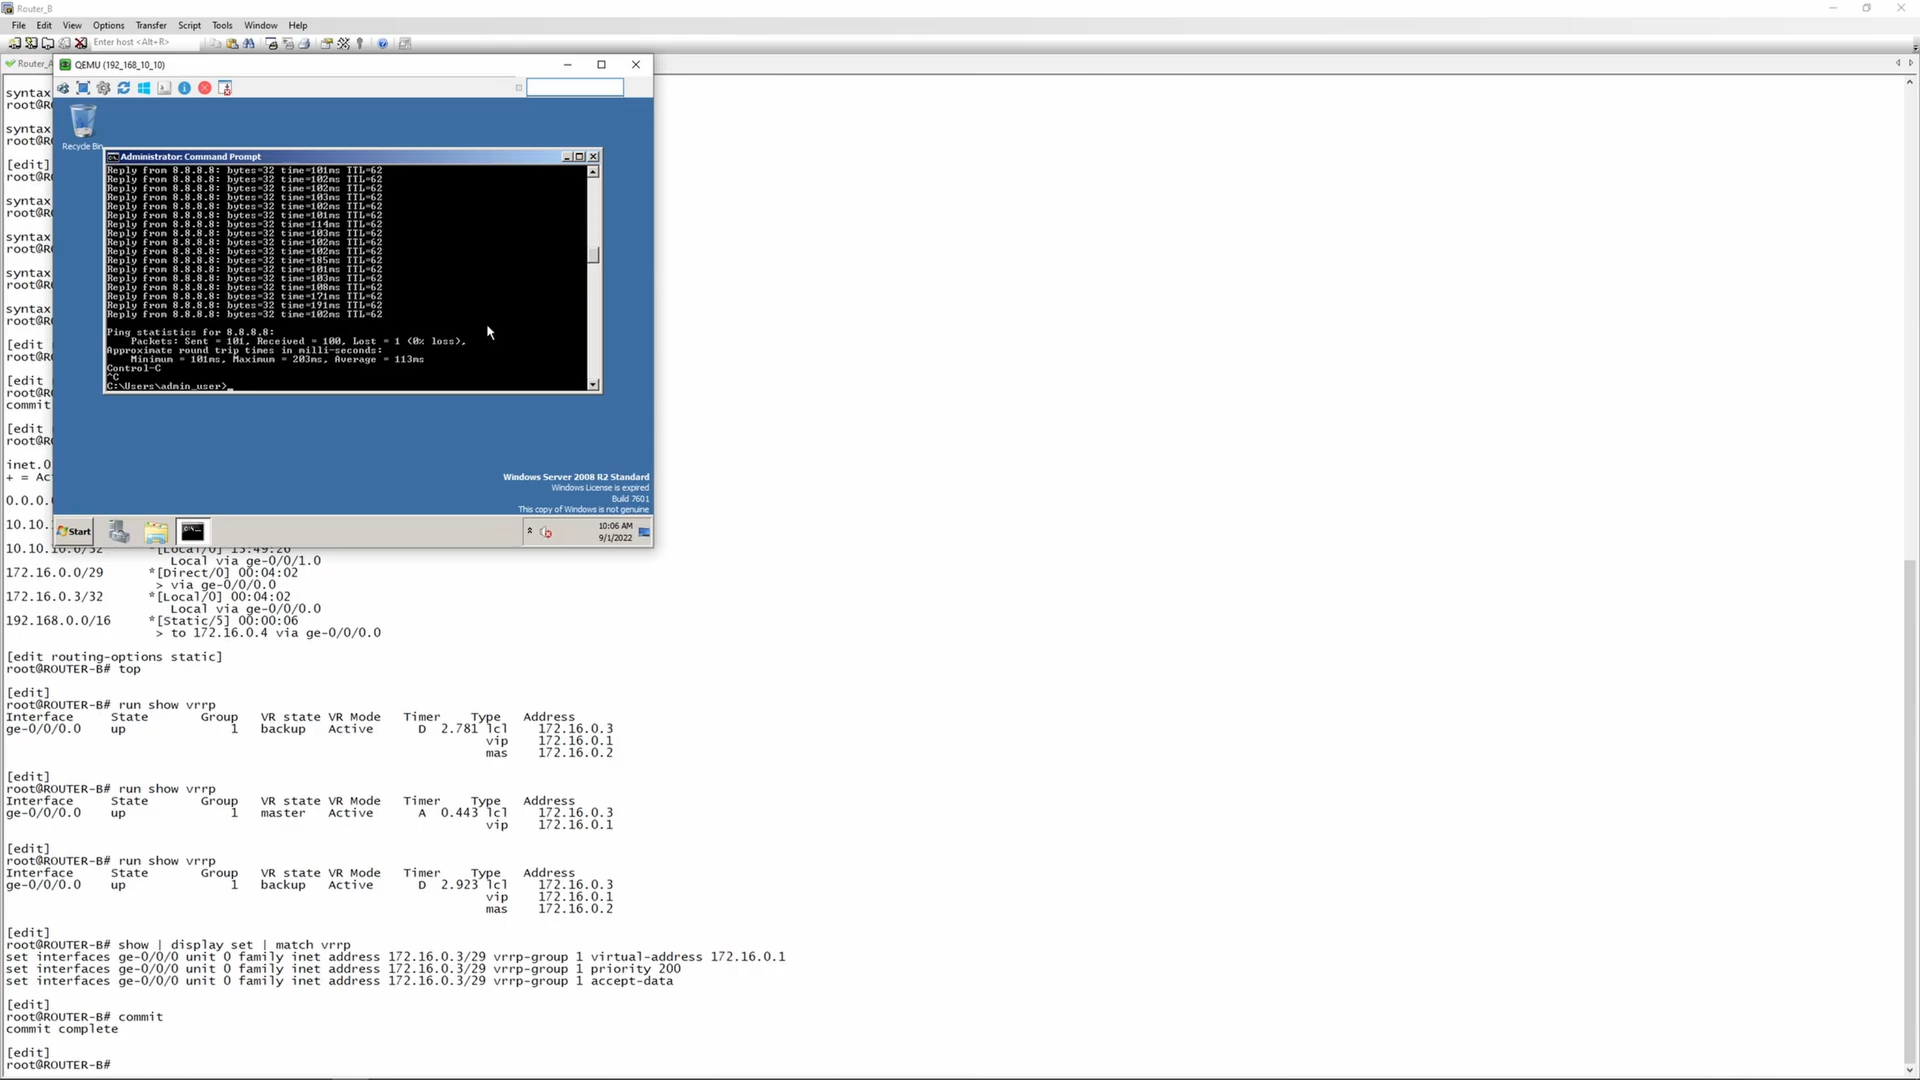 Router_B
File Edit View Options Transfer Script Tools Window Help
Enter host <Alt+R>
Router_A
QEMU (192_168_10_10)
Recycle Bin
Administrator: Command Prompt
Reply from 8.8.8.8: bytes=32 time=101ms TTL=62
Reply from 8.8.8.8: bytes=32 time=102ms TTL=62
Reply from 8.8.8.8: bytes=32 time=102ms TTL=62
Reply from 8.8.8.8: bytes=32 time=103ms TTL=62
Reply from 8.8.8.8: bytes=32 time=102ms TTL=62
Reply from 8.8.8.8: bytes=32 time=101ms TTL=62
Reply from 8.8.8.8: bytes=32 time=114ms TTL=62
Reply from 8.8.8.8: bytes=32 time=103ms TTL=62
Reply from 8.8.8.8: bytes=32 time=102ms TTL=62
Reply from 8.8.8.8: bytes=32 time=185ms TTL=62
Reply from 8.8.8.8: bytes=32 time=101ms TTL=62
Reply from 8.8.8.8: bytes=32 time=103ms TTL=62
Reply from 8.8.8.8: bytes=32 time=108ms TTL=62
Reply from 8.8.8.8: bytes=32 time=171ms TTL=62
Reply from 8.8.8.8: bytes=32 time=191ms TTL=62
Reply from 8.8.8.8: bytes=32 time=102ms TTL=62
Ping statistics for 8.8.8.8:
Packets: Sent = 101, Received = 100, Lost = 1 (0% loss),
Approximate round trip times in milli-seconds:
Minimum = 101ms, Maximum = 203ms, Average = 113ms
Control-C
^C
C:\Users\admin_user>_
Windows Server 2008 R2 Standard
Windows License is expired
Build 7601
This copy of Windows is not genuine
Start
10:06 AM
9/1/2022
syntax
root@RO
syntax
root@RO
[edit]
root@RO
syntax
root@RO
syntax
root@RO
syntax
root@RO
syntax
root@RO
[edit
root@RO
[edit
root@RO
commit
[edit
root@RO
inet.0
+ = Ac
0.0.0.0
10.10.
10.10.10.0/32 *[Local/0] 13:49:26
Local via ge-0/0/1.0
172.16.0.0/29 *[Direct/0] 00:04:02
> via ge-0/0/0.0
172.16.0.3/32 *[Local/0] 00:04:02
Local via ge-0/0/0.0
192.168.0.0/16 *[Static/5] 00:00:06
> to 172.16.0.4 via ge-0/0/0.0
[edit routing-options static]
root@ROUTER-B# top
[edit]
root@ROUTER-B# run show vrrp
Interface State Group VR state VR Mode Timer Type Address
ge-0/0/0.0 up 1 backup Active D 2.781 lcl 172.16.0.3
vip 172.16.0.1
mas 172.16.0.2
[edit]
root@ROUTER-B# run show vrrp
Interface State Group VR state VR Mode Timer Type Address
ge-0/0/0.0 up 1 master Active A 0.443 lcl 172.16.0.3
vip 172.16.0.1
[edit]
root@ROUTER-B# run show vrrp
Interface State Group VR state VR Mode Timer Type Address
ge-0/0/0.0 up 1 backup Active D 2.923 lcl 172.16.0.3
vip 172.16.0.1
mas 172.16.0.2
[edit]
root@ROUTER-B# show | display set | match vrrp
set interfaces ge-0/0/0 unit 0 family inet address 172.16.0.3/29 vrrp-group 1 virtual-address 172.16.0.1
set interfaces ge-0/0/0 unit 0 family inet address 172.16.0.3/29 vrrp-group 1 priority 200
set interfaces ge-0/0/0 unit 0 family inet address 172.16.0.3/29 vrrp-group 1 accept-data
[edit]
root@ROUTER-B# commit
commit complete
[edit]
root@ROUTER-B#